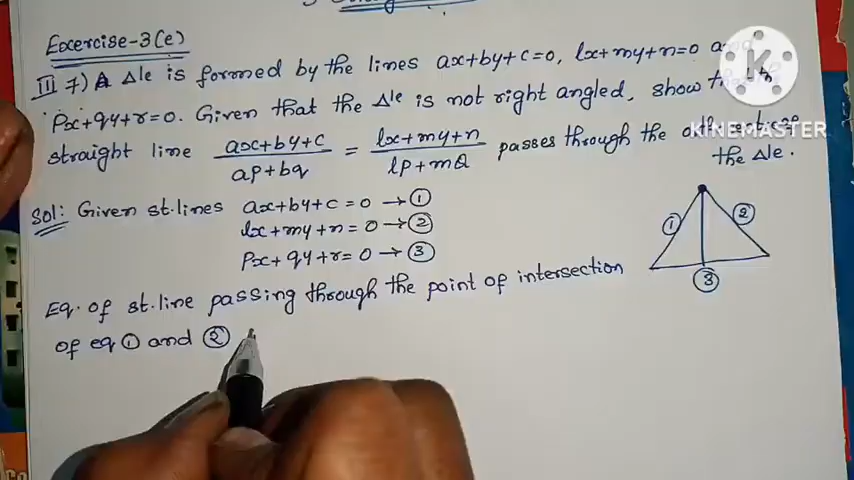 Exercise-3(e)
III 7) A Δle is formed by the lines ax+by+c=0, lx+my+n=0 and
px+qy+r=0. Given that the Δle is not right angled, show that the
straight line ax+by+c / ap+bq = lx+my+n / lp+mq passes through the
the Δle.
Sol: Given st.lines ax+by+c=0 → ①
lx+my+n=0 → ②
px+qy+r=0 → ③
① ②
③
Eq. of st.line passing through the point of intersection
of eq ① and ②
K
KINEMASTER